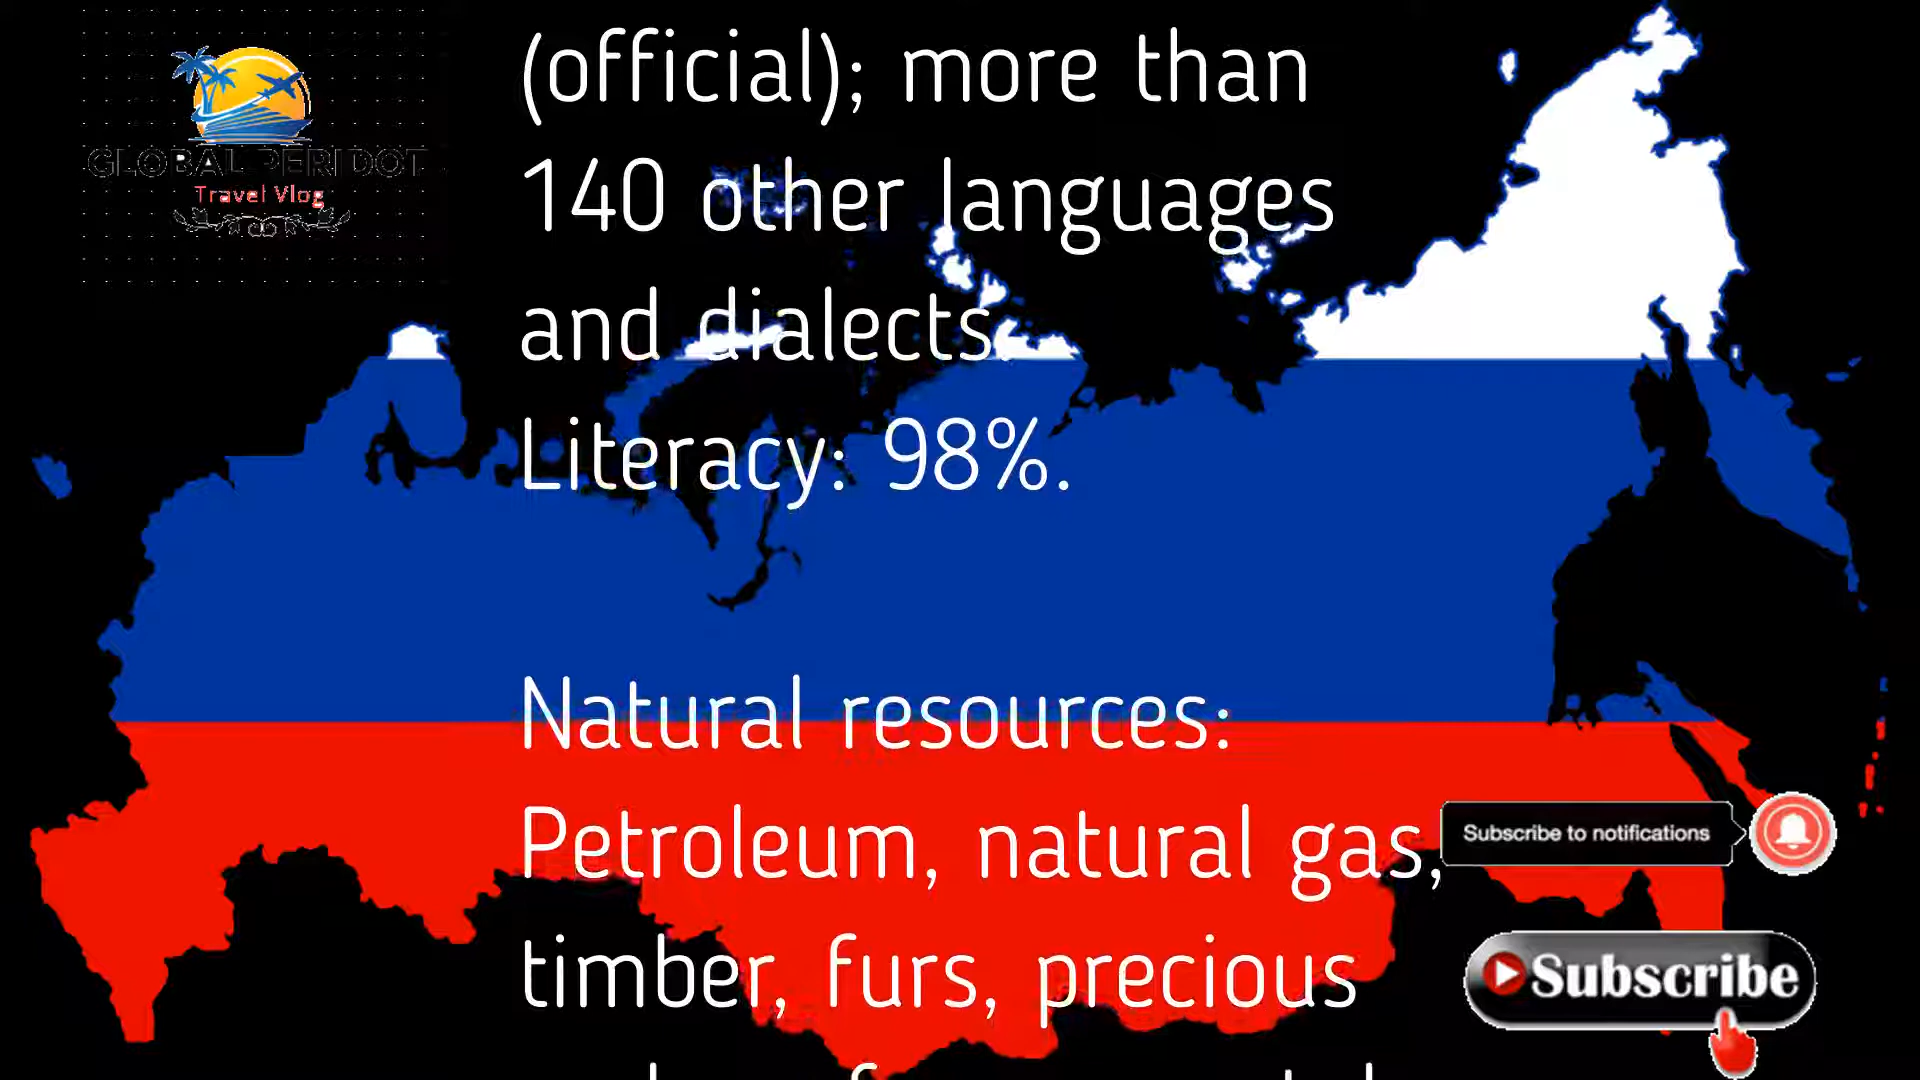 GLOBAL PERIDOT
Travel Vlog
(official); more than
140 other languages
and dialects.
Literacy: 98%.
Natural resources:
Petroleum, natural gas,
timber, furs, precious
Subscribe to notifications
Subscribe